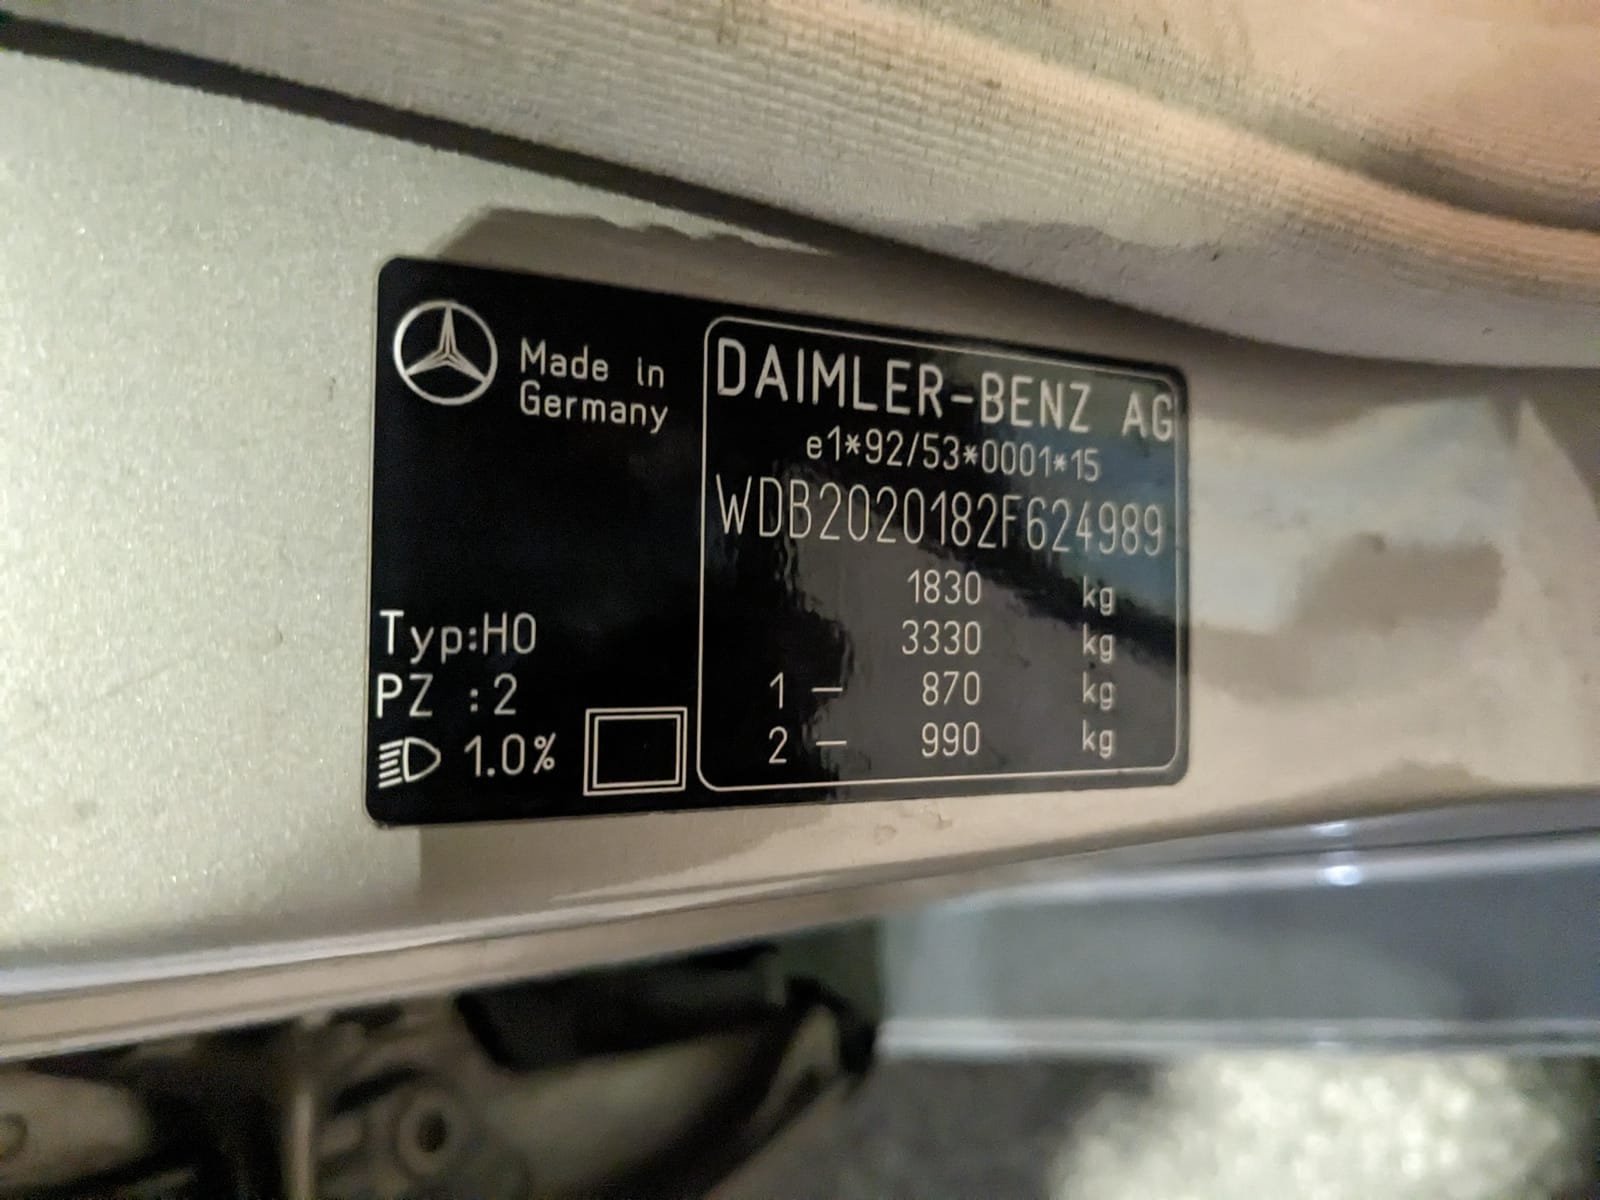 Made in
Germany
Typ:H0
PZ :2
1.0%
DAIMLER-BENZ AG
e1*92/53*0001*15
WDB2020182F624989
1830 kg
3330 kg
1 — 870 kg
2 — 990 kg